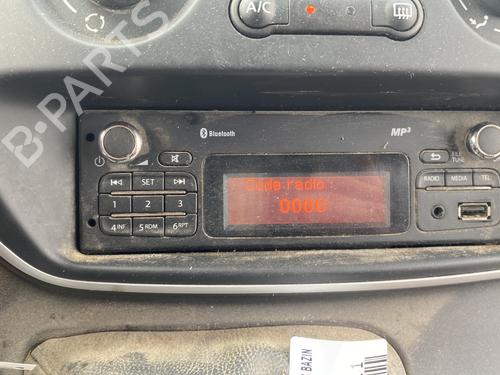 A/C
B-PARTS
Bluetooth
MP3
SET
1 2 3
4 INF 5 RDM 6 RPT
Code radio :
0000
RADIO MEDIA TEL
BAZIN